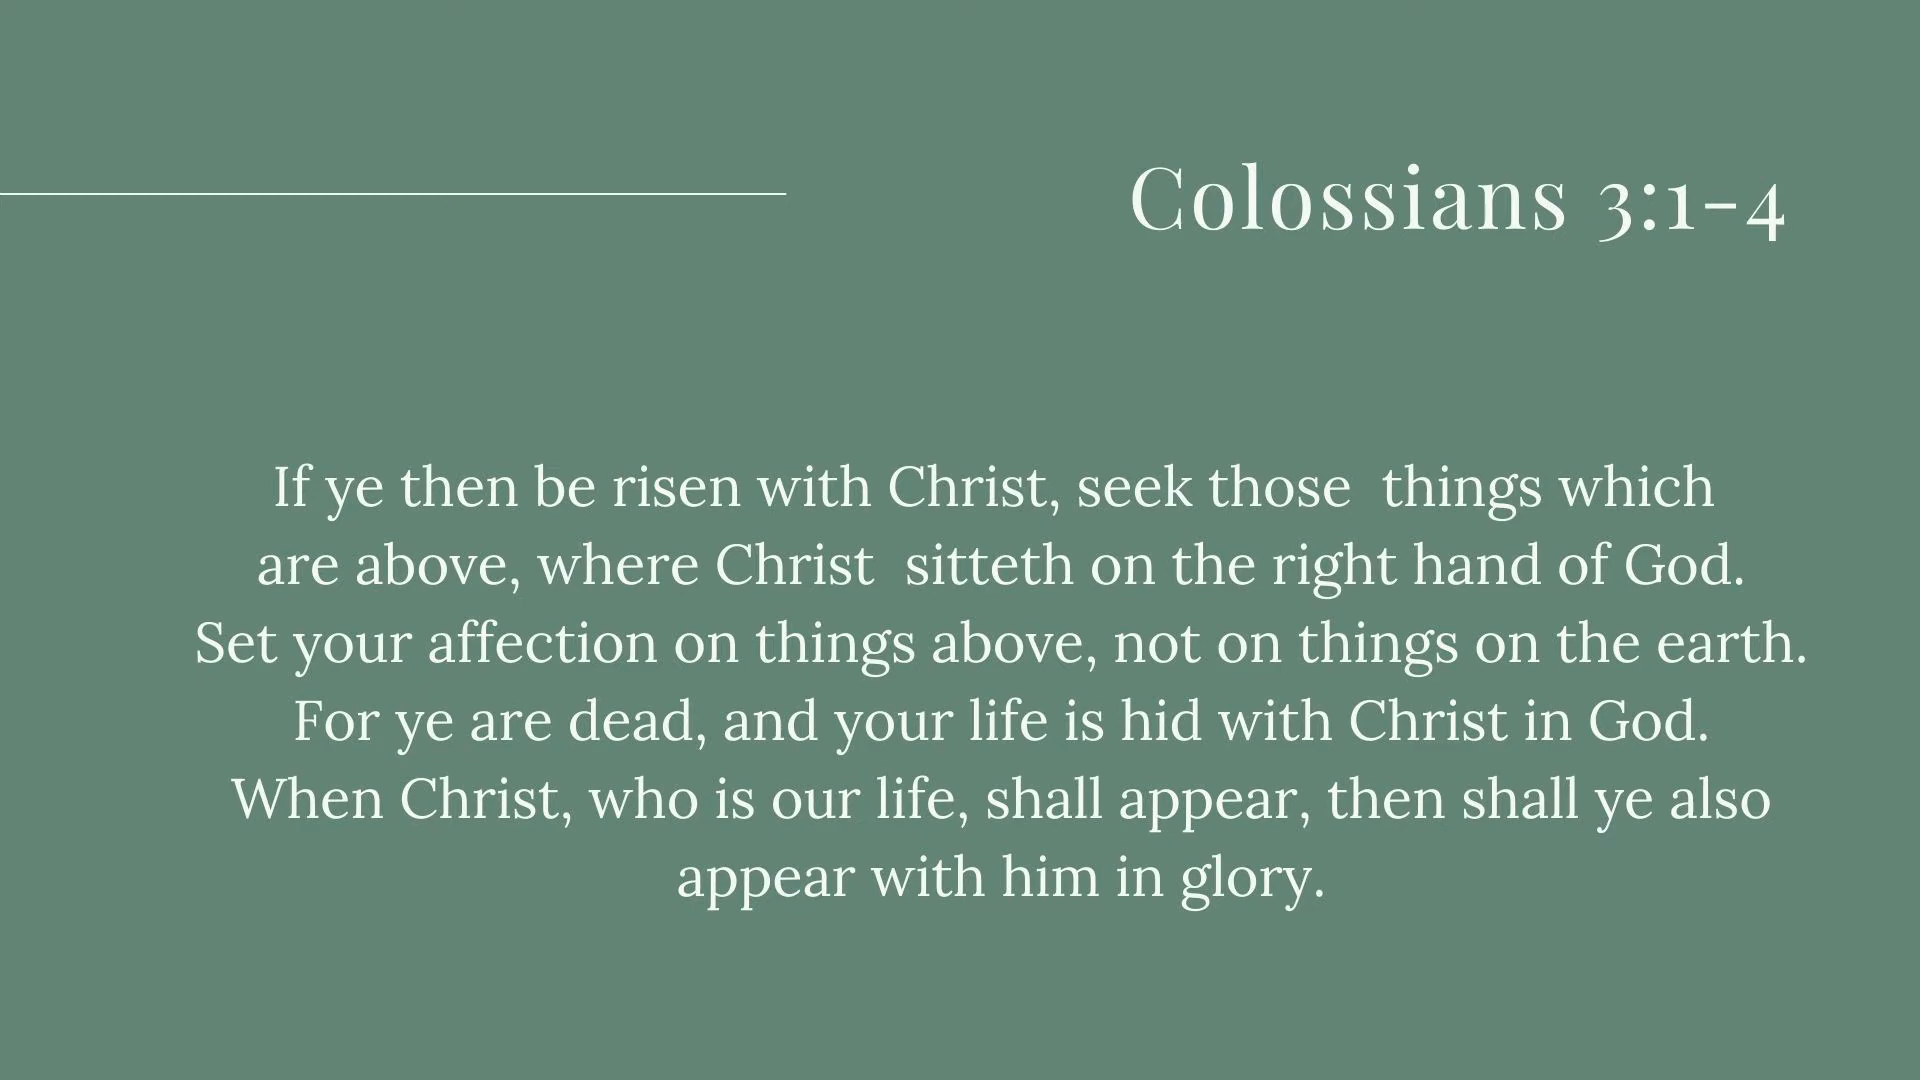 Colossians 3:1-4
If ye then be risen with Christ, seek those  things which
are above, where Christ  sitteth on the right hand of God.
Set your affection on things above, not on things on the earth.
For ye are dead, and your life is hid with Christ in God.
When Christ, who is our life, shall appear, then shall ye also
appear with him in glory.